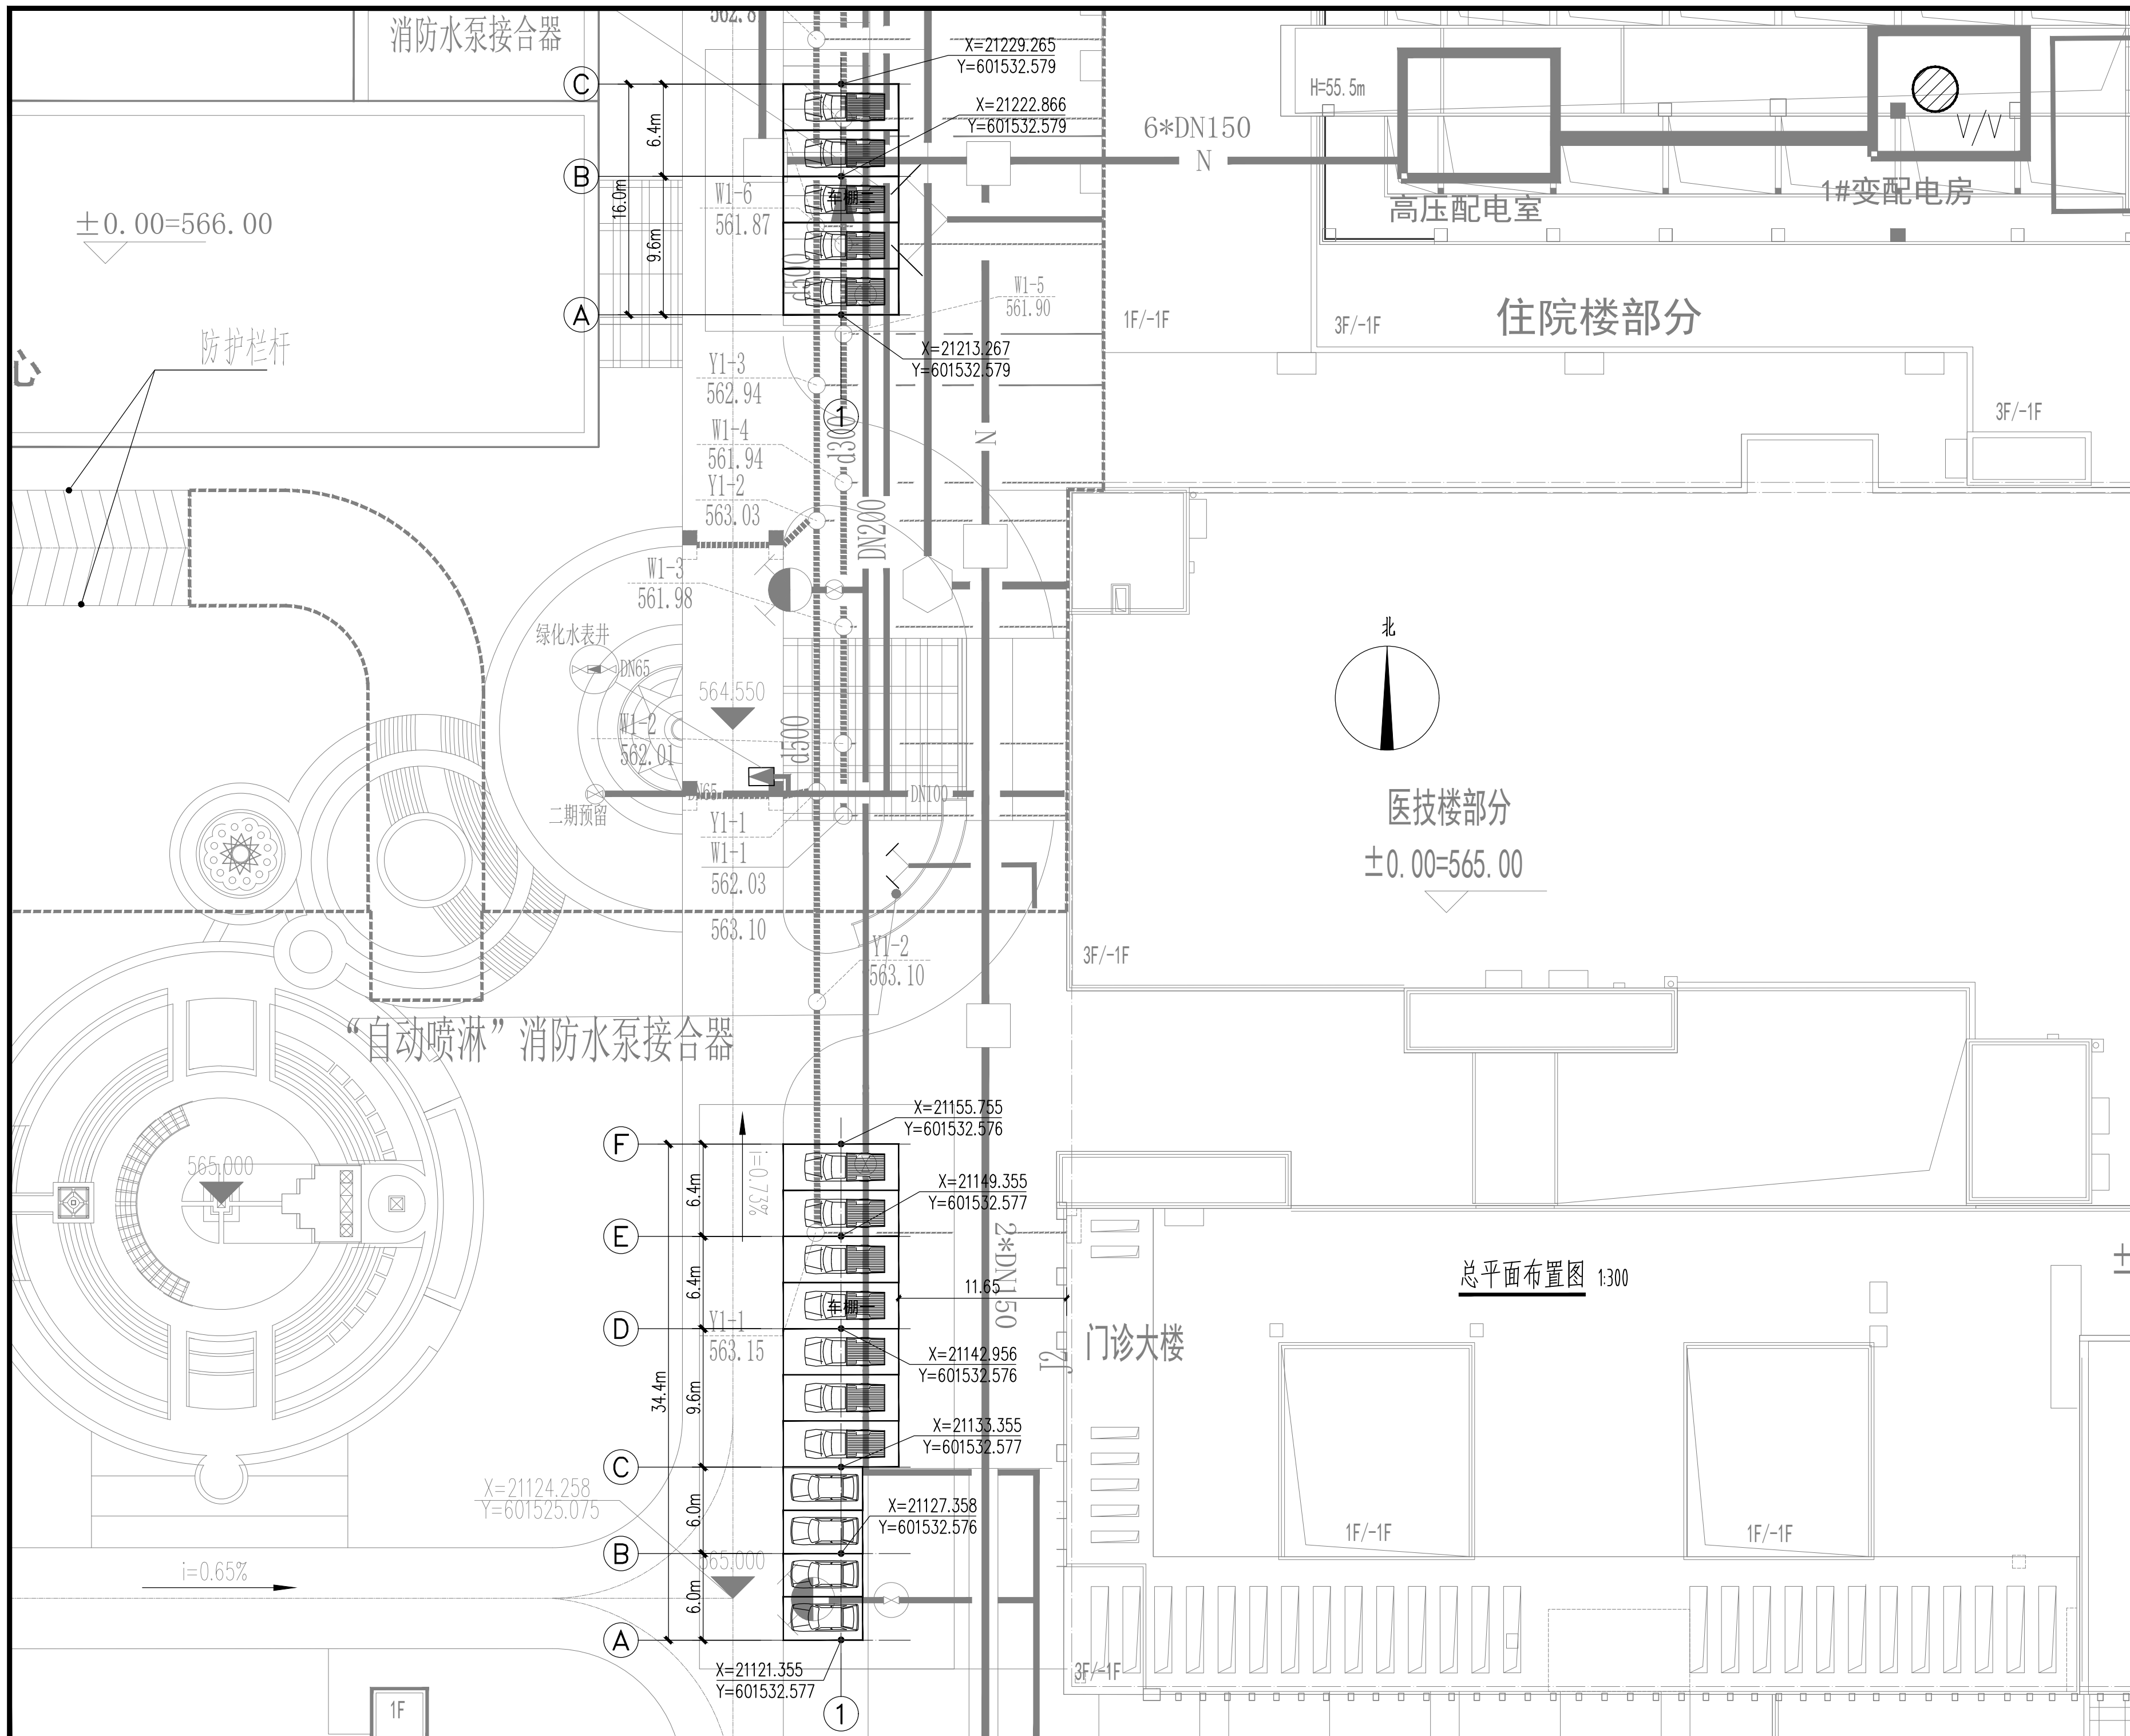 消防水泵接合器
562.8
X=21229.265
Y=601532.579
C
6.4m
X=21222.866
Y=601532.579
H=55.5m
V/V
6*DN150
N
B
16.0m
W1-6
561.87
车棚二
高压配电室
1#变配电房
±0.00=566.00
9.6m
d500
W1-5
561.90
A
1F/-1F
3F/-1F
住院楼部分
防护栏杆
心
X=21213.267
Y=601532.579
Y1-3
562.94
1
3F/-1F
W1-4
561.94
d300
N
Y1-2
563.03
DN200
W1-3
561.98
绿化水表井
DN65
北
564.550
W1-2
562.01
d500
DN65
DN100
二期预留
Y1-1
医技楼部分
W1-1
562.03
±0.00=565.00
563.10
Y1-2
563.10
3F/-1F
“自动喷淋”消防水泵接合器
X=21155.755
Y=601532.576
F
i=0.73%
565.000
6.4m
X=21149.355
Y=601532.577
E
2*DN150
6.4m
11.65
总平面布置图 1:300
±
车棚一
Y1-1
563.15
D
门诊大楼
J2
X=21142.956
Y=601532.576
34.4m
9.6m
X=21133.355
Y=601532.577
C
X=21124.258
Y=601525.075
6.0m
X=21127.358
Y=601532.576
1F/-1F
1F/-1F
B
565.000
i=0.65%
6.0m
A
X=21121.355
Y=601532.577
3F/-1F
1F
1